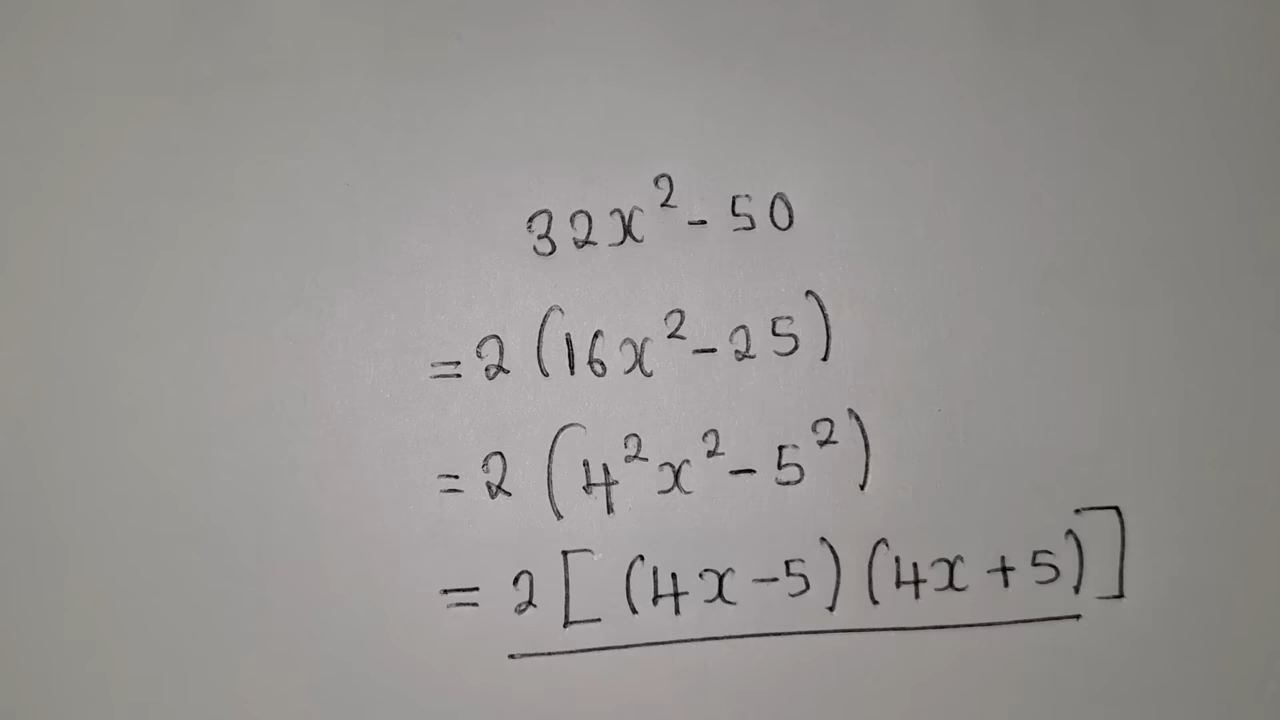 32x² - 50
= 2 (16x² - 25)
= 2 (4²x² - 5²)
= 2 [(4x - 5) (4x + 5)]